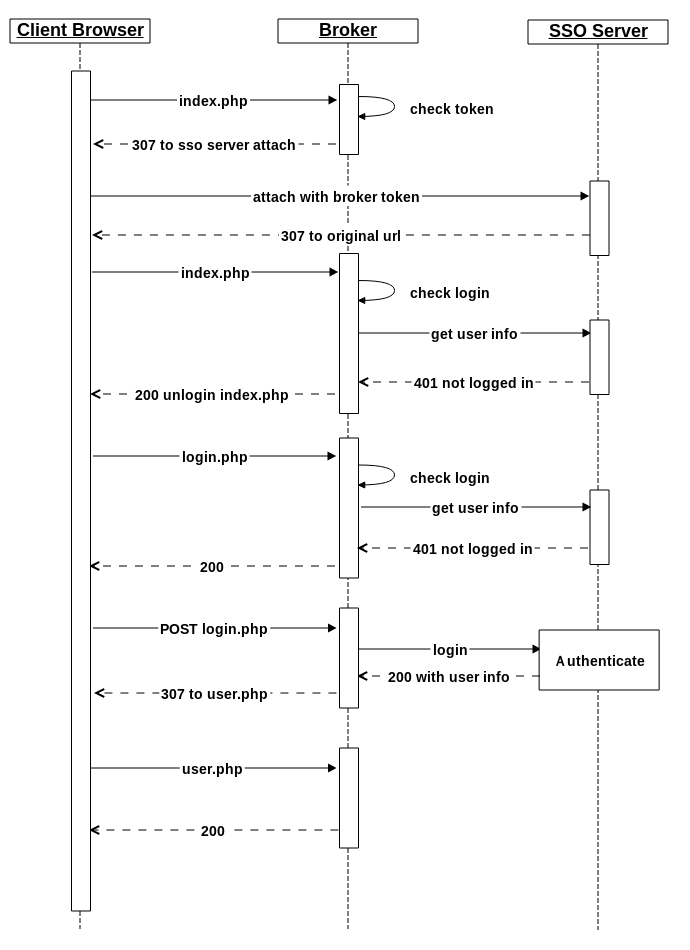 Client Browser
Broker
SSO Server
index.php
check token
307 to sso server attach
attach with broker token
307 to original url
index.php
check login
get user info
401 not logged in
200 unlogin index.php
login.php
check login
get user info
401 not logged in
200
POST login.php
login
Authenticate
200 with user info
307 to user.php
user.php
200